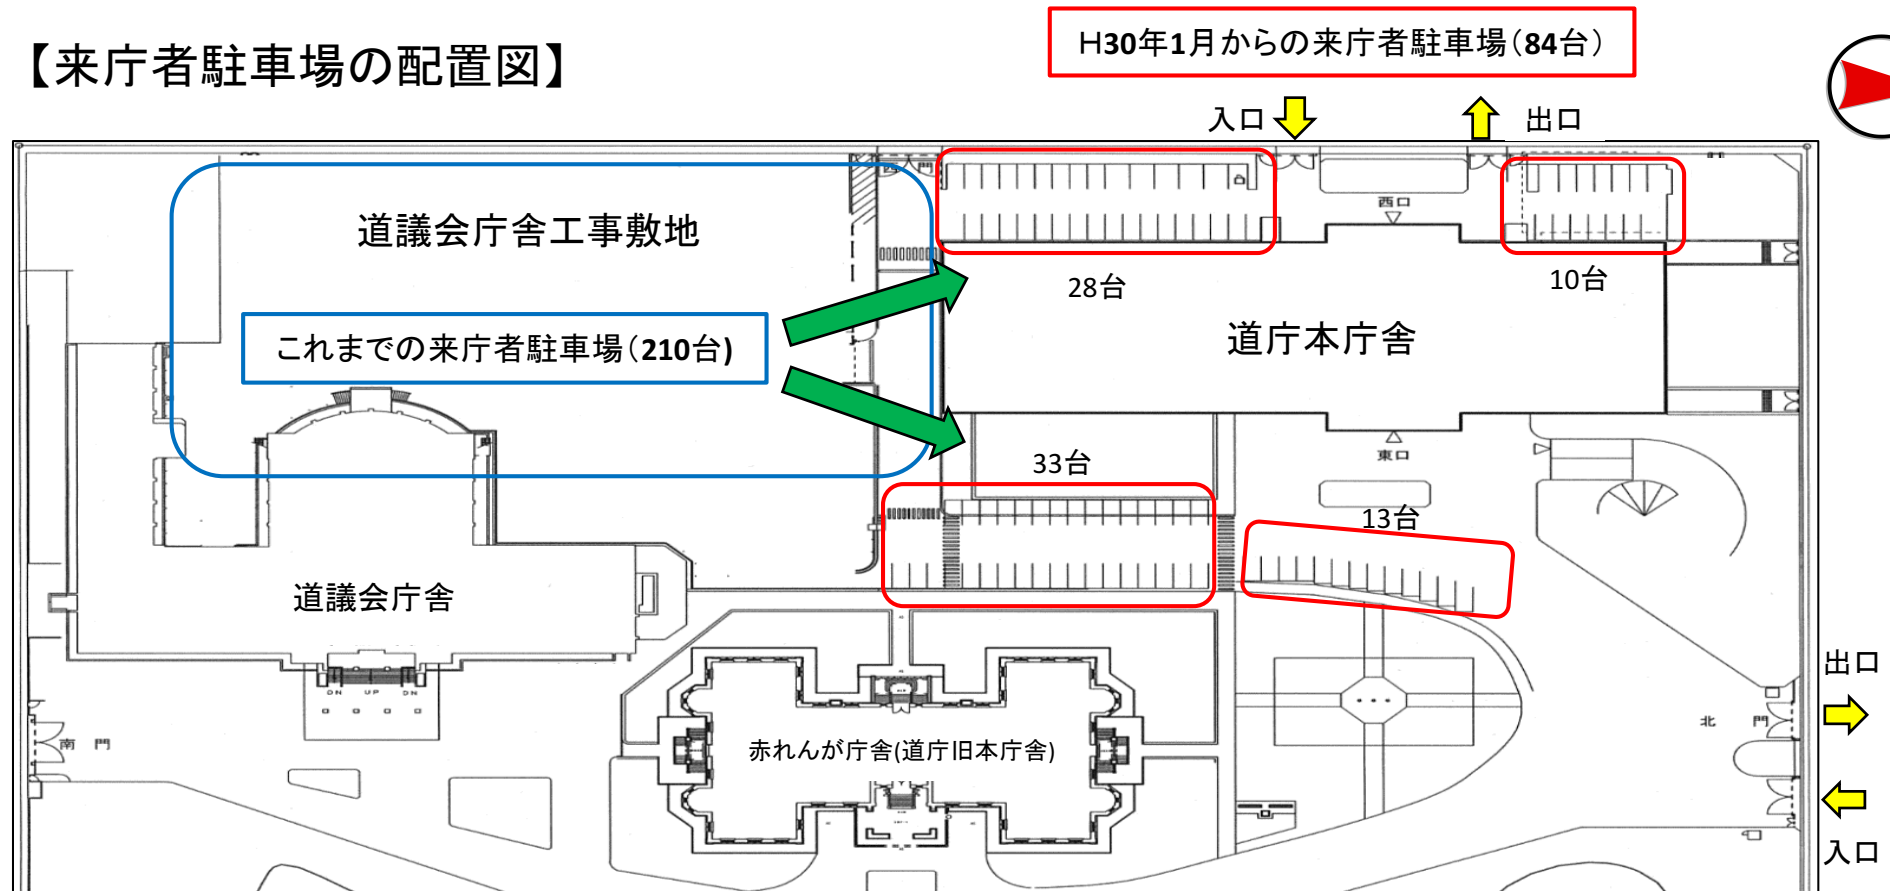 【来庁者駐車場の配置図】
H30年1月からの来庁者駐車場（84台）
入口
出口
門
西口
道議会庁舎工事敷地
28台
10台
道庁本庁舎
これまでの来庁者駐車場（210台)
東口
33台
13台
道議会庁舎
DN UP DN
出口
北 門
南 門
赤れんが庁舎(道庁旧本庁舎)
入口